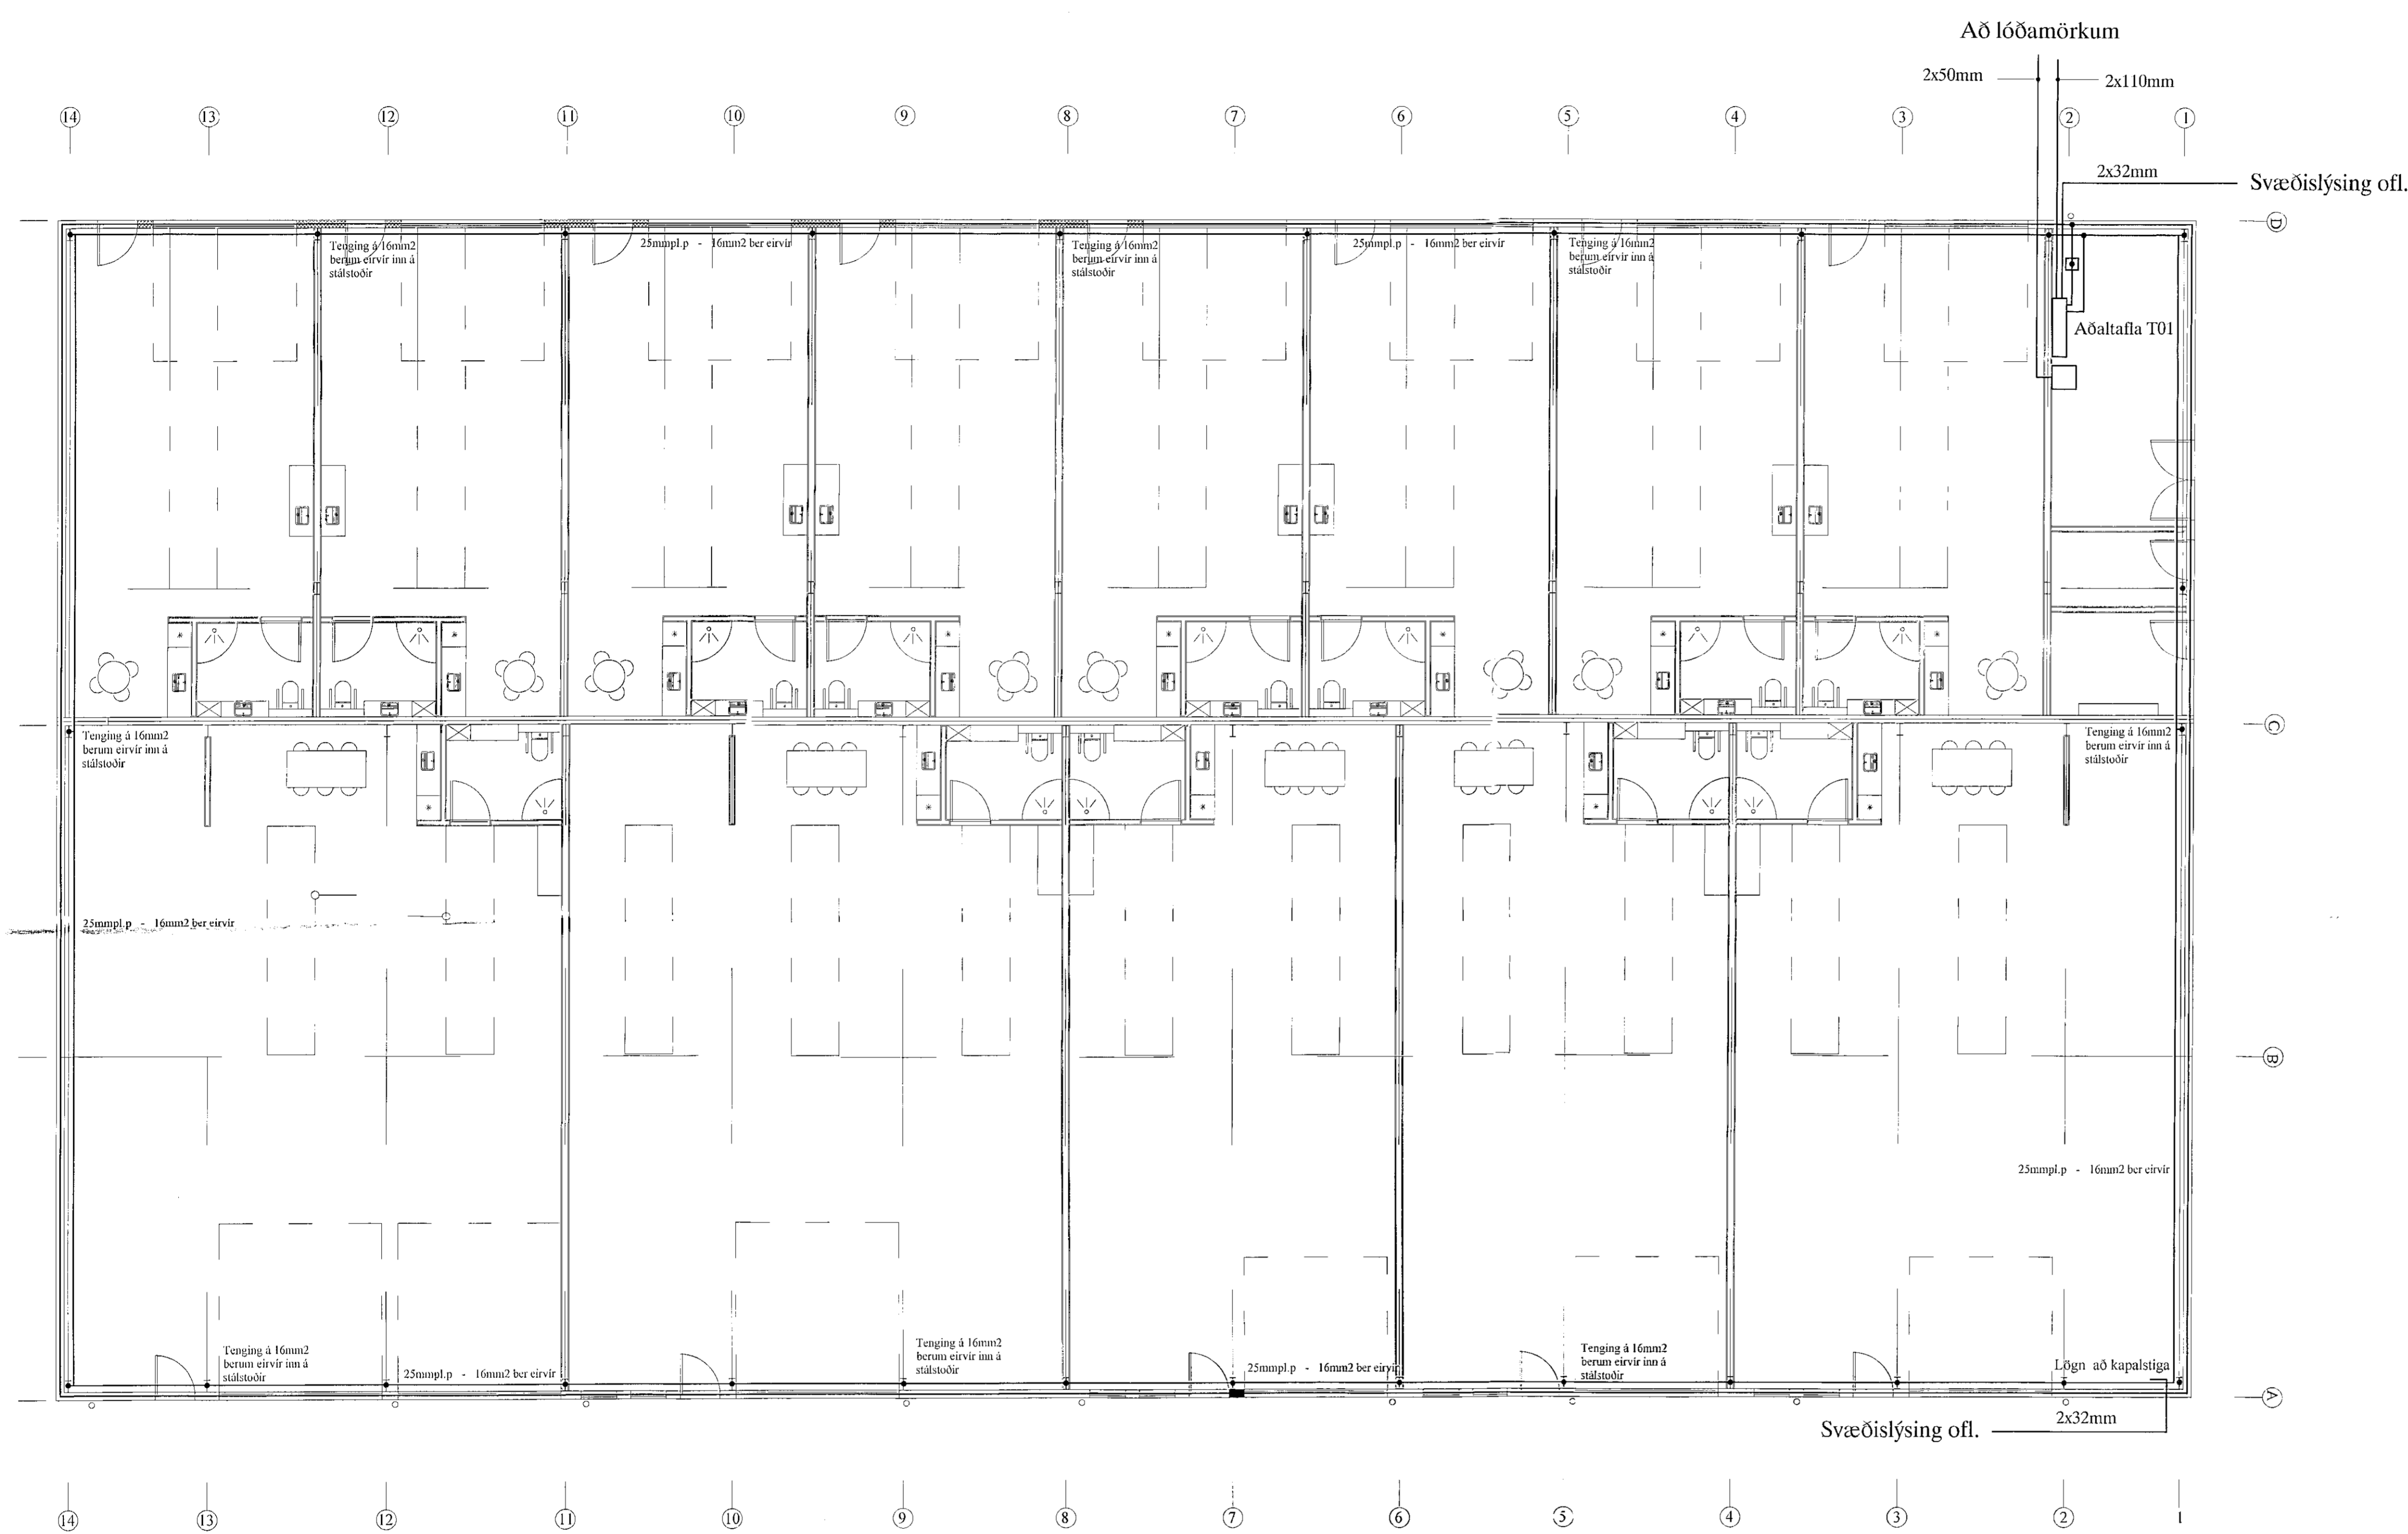 Að lóðamörkum
2x50mm
2x110mm
14 13 12 11 10 9 8 7 6 5 4 3 2 1
2x32mm
Svæðislýsing ofl.
D
Tenging á 16mm2
berum eirvír inn á
stálstoðir
25mmpl.p - 16mm2 ber eirvír
Tenging á 16mm2
berum eirvír inn á
stálstoðir
25mmpl.p - 16mm2 ber eirvír
Tenging á 16mm2
berum eirvír inn á
stálstoðir
Aðaltafla T01
C
Tenging á 16mm2
berum eirvír inn á
stálstoðir
Tenging á 16mm2
berum eirvír inn á
stálstoðir
25mmpl.p - 16mm2 ber eirvír
B
25mmpl.p - 16mm2 ber eirvír
Tenging á 16mm2
berum eirvír inn á
stálstoðir
25mmpl.p - 16mm2 ber eirvír
Tenging á 16mm2
berum eirvír inn á
stálstoðir
25mmpl.p - 16mm2 ber eirvír
Tenging á 16mm2
berum eirvír inn á
stálstoðir
Lögn að kapalstiga
A
2x32mm
Svæðislýsing ofl.
14 13 12 11 10 9 8 7 6 5 4 3 2 1